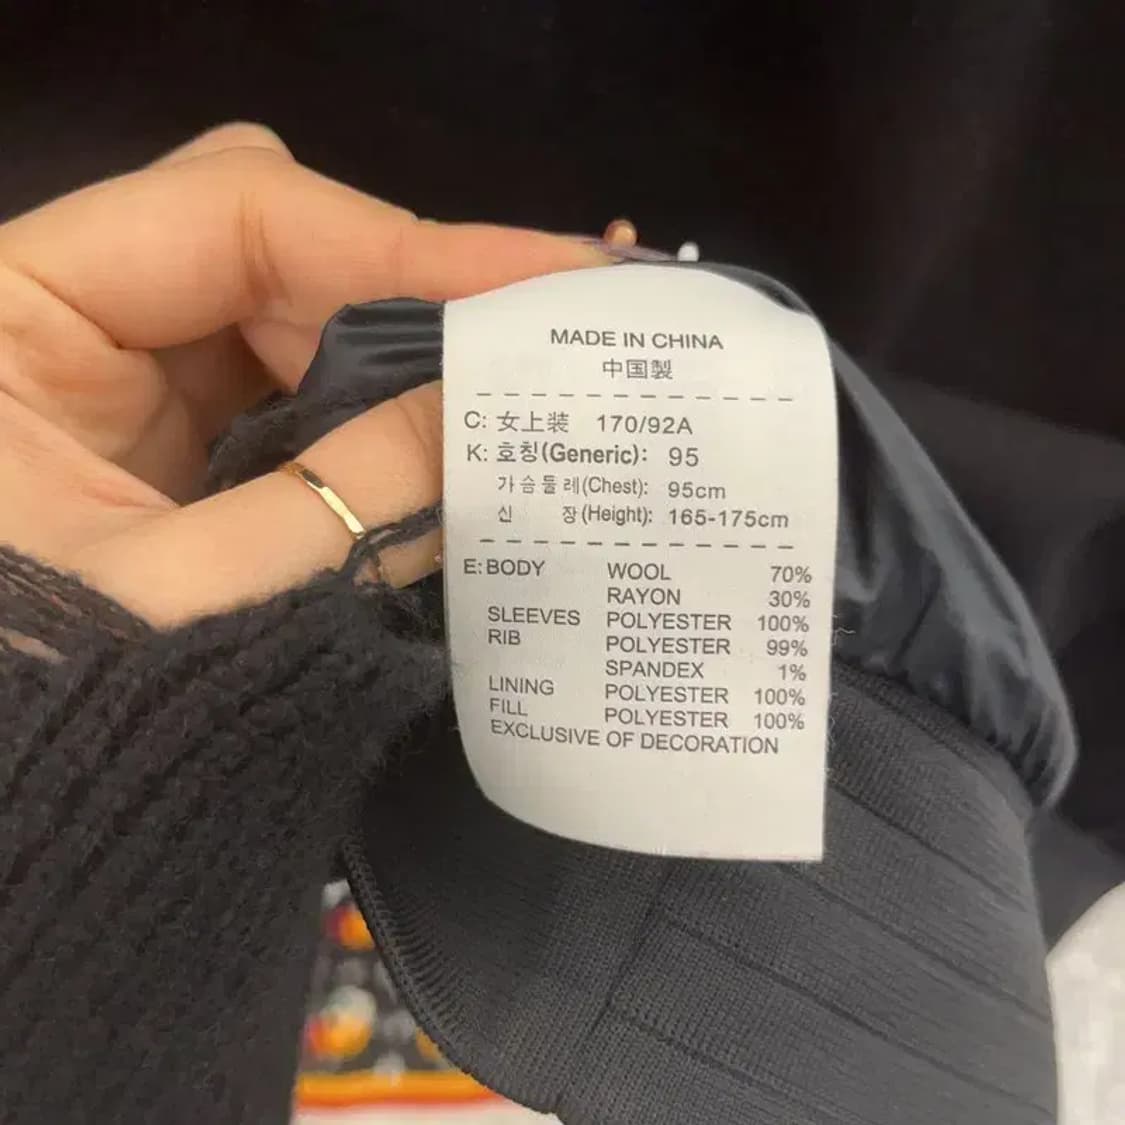 MADE IN CHINA
中国製
C: 女上装 170/92A
K: 호칭(Generic): 95
가슴둘레(Chest): 95cm
신 장(Height): 165-175cm
E: BODY WOOL 70%
RAYON 30%
SLEEVES POLYESTER 100%
RIB POLYESTER 99%
SPANDEX 1%
LINING POLYESTER 100%
FILL POLYESTER 100%
EXCLUSIVE OF DECORATION